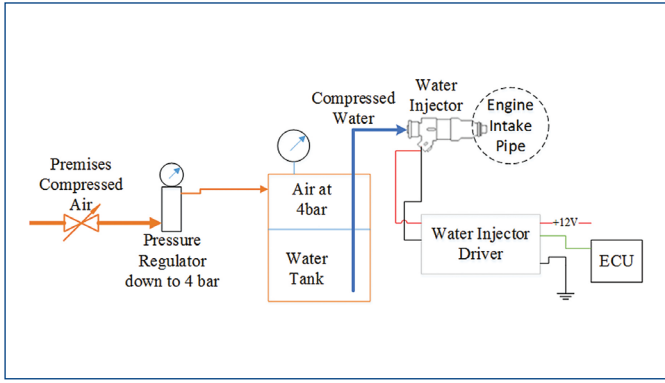 Premises
Compressed
Air
Pressure
Regulator
down to 4 bar
Air at
4bar
Water
Tank
Compressed
Water
Water
Injector
Engine
Intake
Pipe
Water Injector
Driver
+12V
ECU